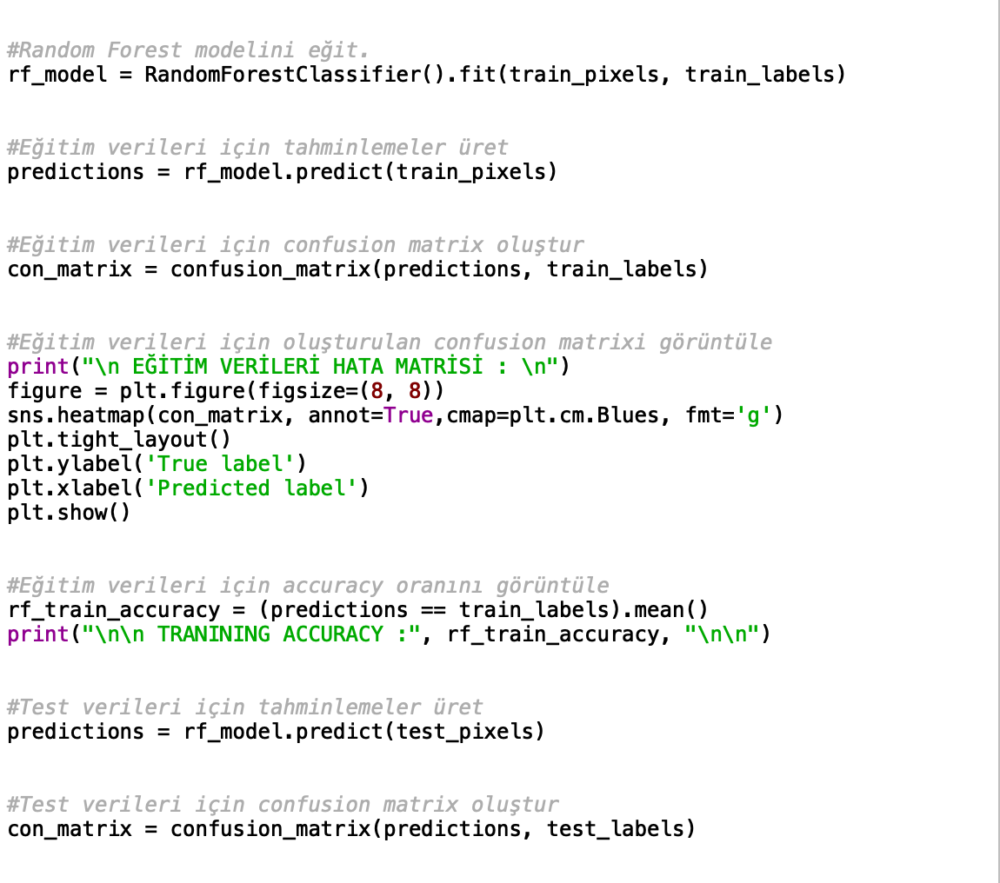 #Random Forest modelini eğit.
rf_model = RandomForestClassifier().fit(train_pixels, train_labels)
#Eğitim verileri için tahminlemeler üret
predictions = rf_model.predict(train_pixels)
#Eğitim verileri için confusion matrix oluştur
con_matrix = confusion_matrix(predictions, train_labels)
#Eğitim verileri için oluşturulan confusion matrixi görüntüle
print("\n EĞİTİM VERİLERİ HATA MATRİSİ : \n")
figure = plt.figure(figsize=(8, 8))
sns.heatmap(con_matrix, annot=True,cmap=plt.cm.Blues, fmt='g')
plt.tight_layout()
plt.ylabel('True label')
plt.xlabel('Predicted label')
plt.show()
#Eğitim verileri için accuracy oranını görüntüle
rf_train_accuracy = (predictions == train_labels).mean()
print("\n\n TRANINING ACCURACY :", rf_train_accuracy, "\n\n")
#Test verileri için tahminlemeler üret
predictions = rf_model.predict(test_pixels)
#Test verileri için confusion matrix oluştur
con_matrix = confusion_matrix(predictions, test_labels)